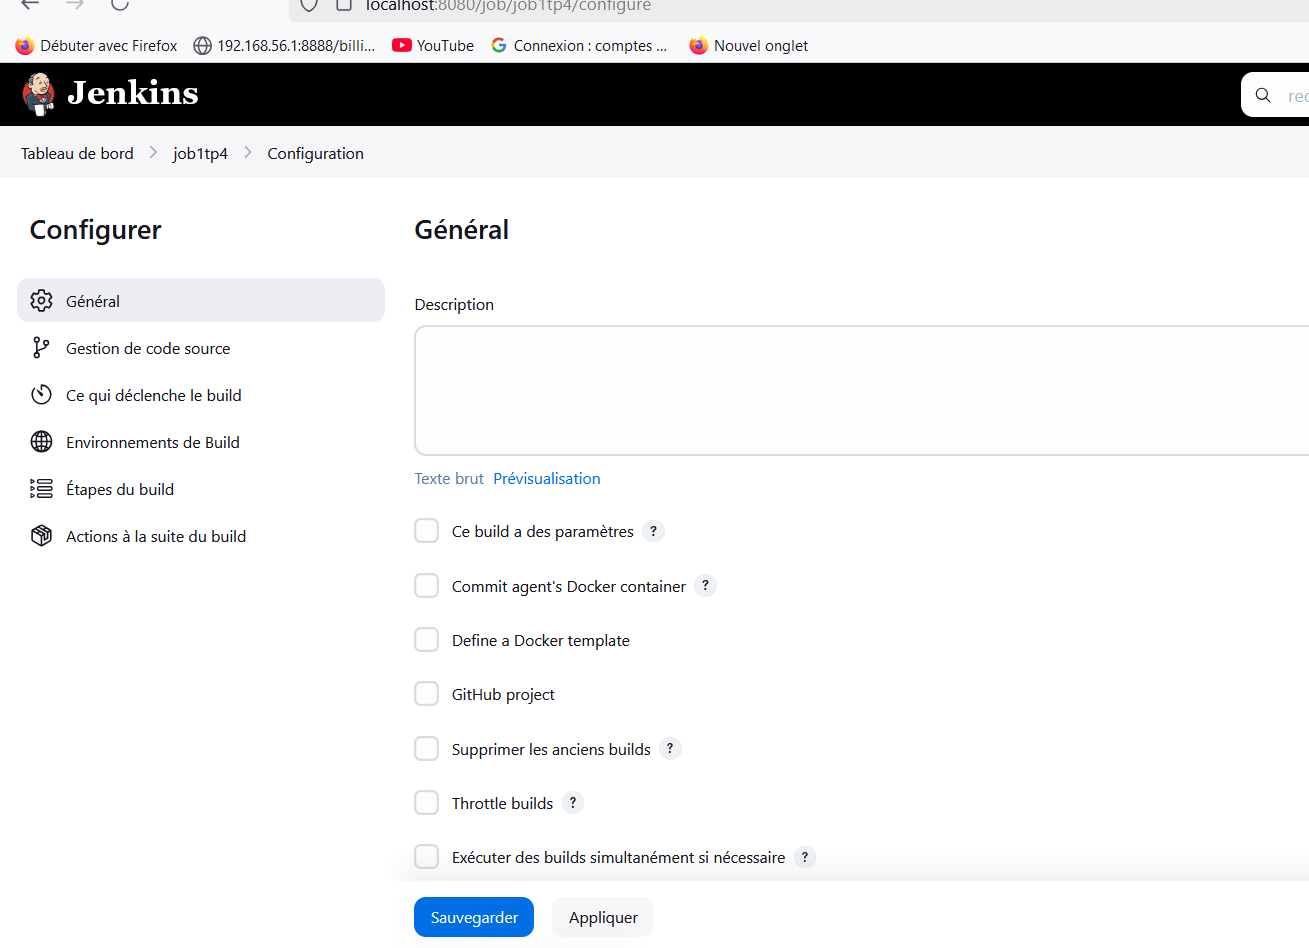 localhost:8080/job/job1tp4/configure
Débuter avec Firefox 192.168.56.1:8888/billi... YouTube Connexion : comptes ... Nouvel onglet
Jenkins
Tableau de bord job1tp4 Configuration
Configurer
Général
Gestion de code source
Ce qui déclenche le build
Environnements de Build
Étapes du build
Actions à la suite du build
Général
Description
Texte brut Prévisualisation
Ce build a des paramètres ?
Commit agent's Docker container ?
Define a Docker template
GitHub project
Supprimer les anciens builds ?
Throttle builds ?
Exécuter des builds simultanément si nécessaire ?
Sauvegarder Appliquer